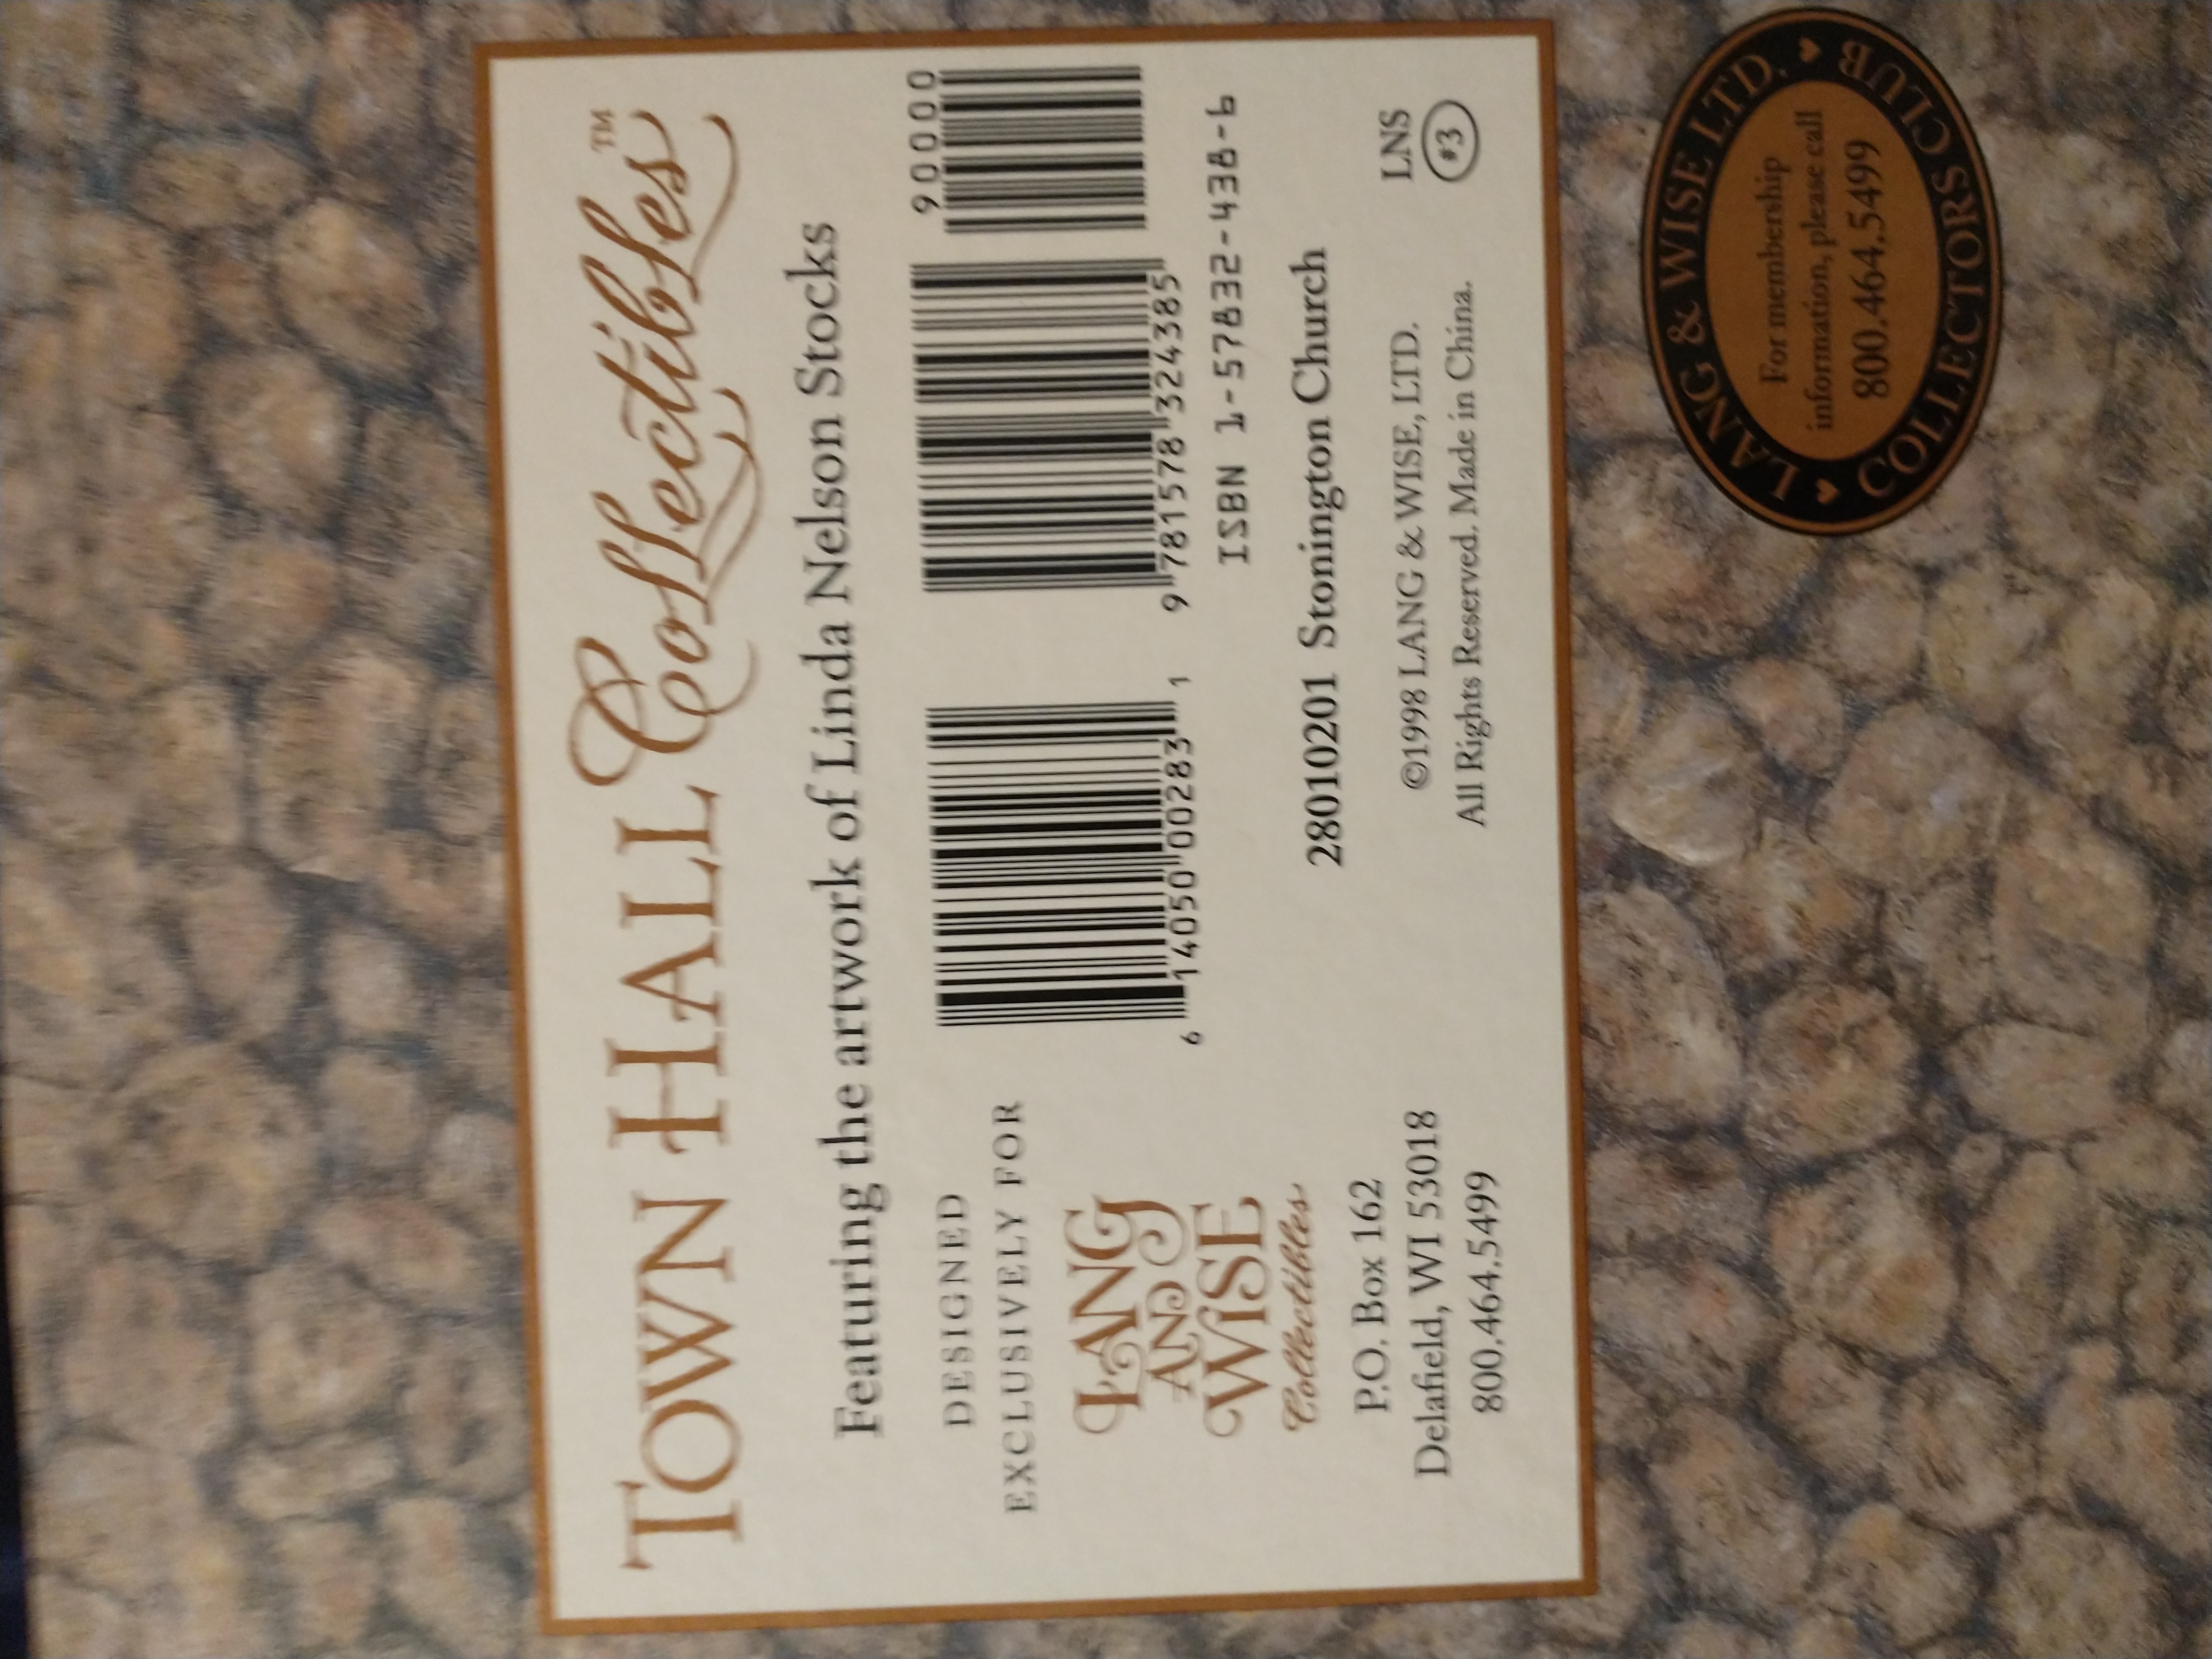 TOWN HALL Collectibles™
Featuring the artwork of Linda Nelson Stocks
DESIGNED
EXCLUSIVELY FOR
LANG
AND
WISE
Collectibles
P.O. Box 162
Delafield, WI 53018
800.464.5499
6 14050 00283 1
90000
9 781578 324385
ISBN 1-57832-438-6
28010201 Stonington Church
©1998 LANG & WISE, LTD.
All Rights Reserved. Made in China.
LNS
#3
LANG & WISE LTD.
For membership
information, please call
800.464.5499
COLLECTORS CLUB